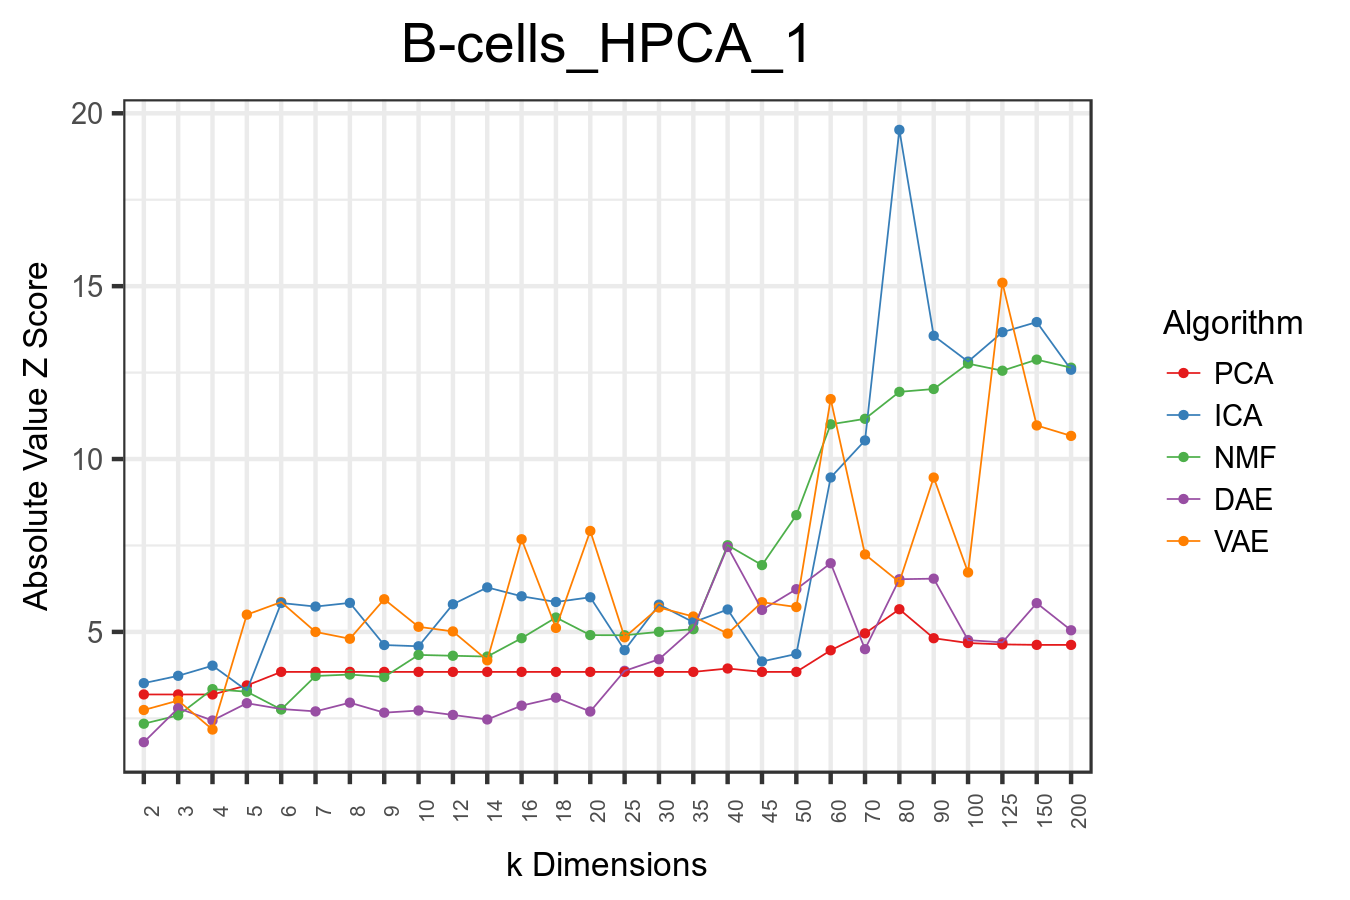 B-cells_HPCA_1
Absolute Value Z Score
20
15
10
5
2 3 4 5 6 7 8 9 10 12 14 16 18 20 25 30 35 40 45 50 60 70 80 90 100 125 150 200
k Dimensions
Algorithm
PCA
ICA
NMF
DAE
VAE